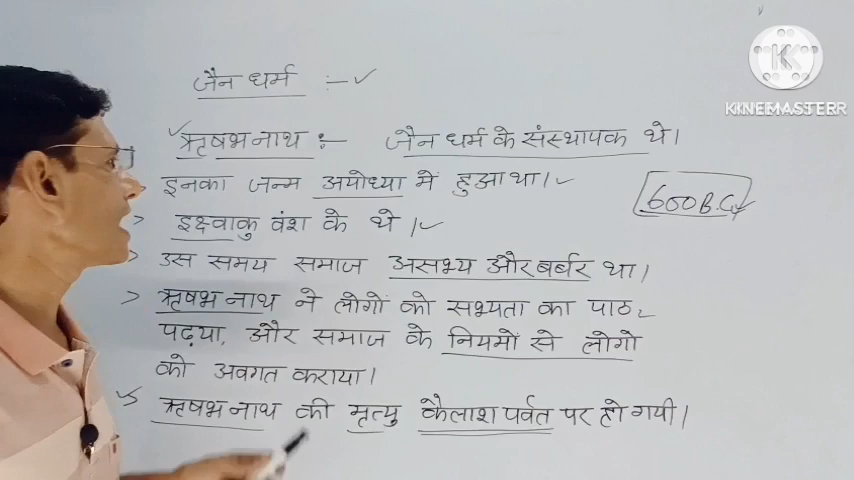 जैन धर्म :-
ऋषभ नाथ :- जैन धर्म के संस्थापक थे।
इनका जन्म अयोध्या में हुआ था।
600 B.C
> इक्ष्वाकु वंश के थे।
> उस समय समाज असभ्य और बर्बर था।
> ऋषभ नाथ ने लोगों को सभ्यता का पाठ
पढ़या, और समाज के नियमों से लोगो
को अवगत कराया।
ऋषभ नाथ की मृत्यु कैलाश पर्वत पर हो गयी।
K
KINEMASTER